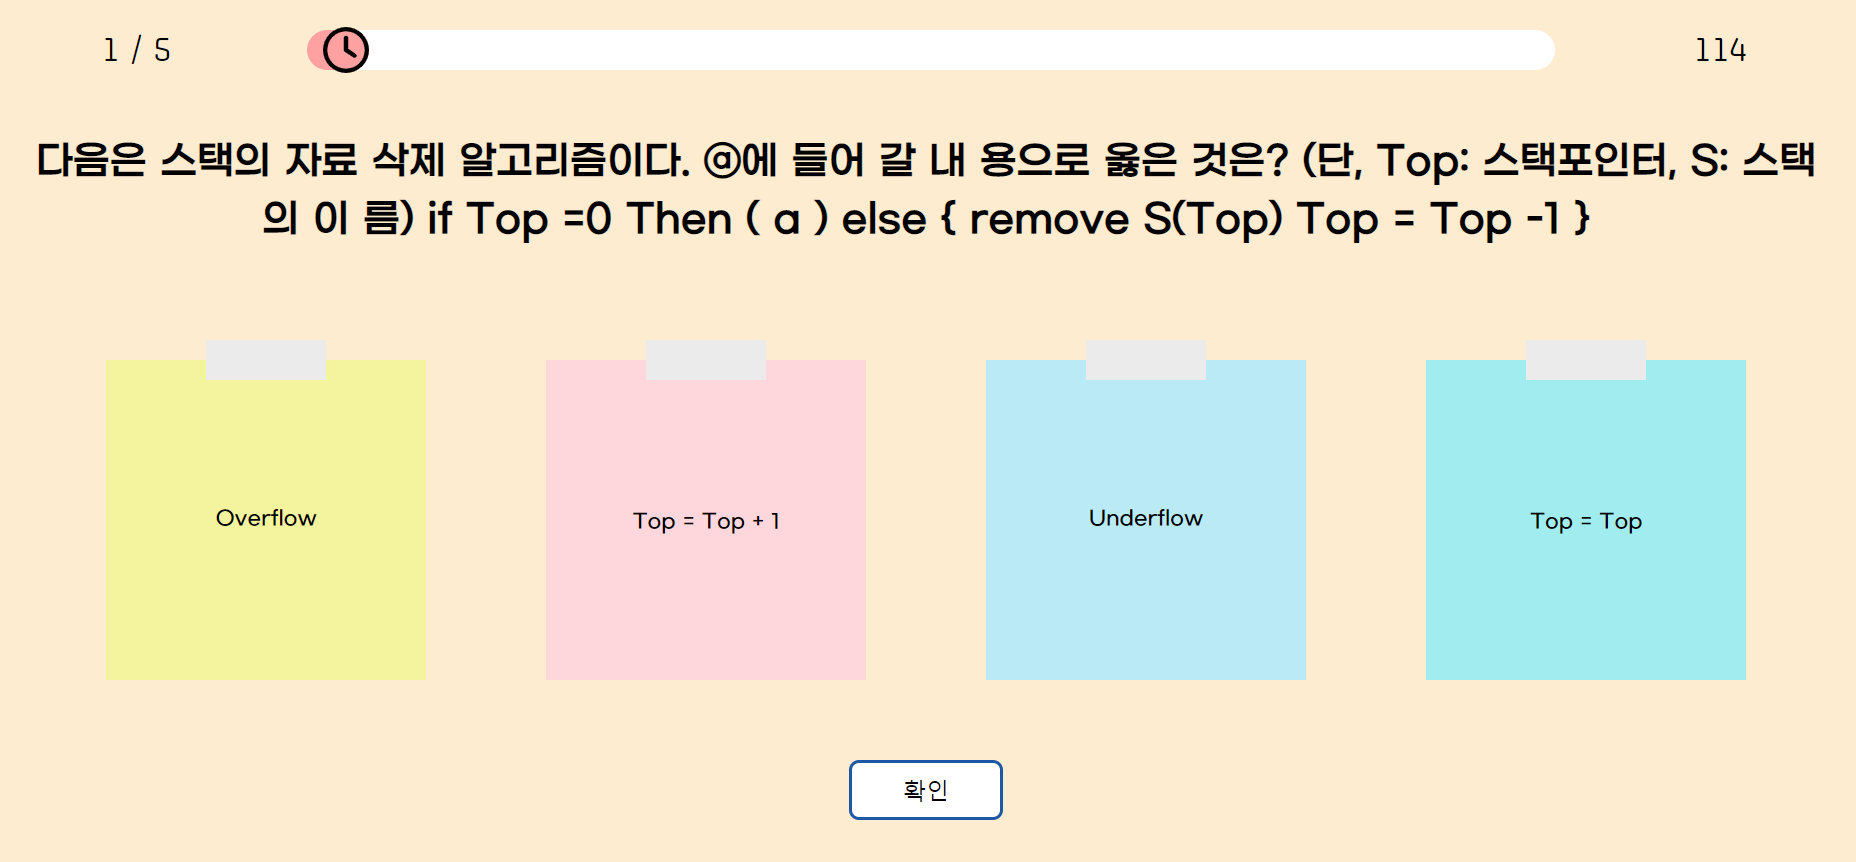 1 / 5
114
다음은 스택의 자료 삭제 알고리즘이다. @에 들어 갈 내 용으로 옳은 것은? (단, Top: 스택포인터, S: 스택
의 이 름) if Top =0 Then ( a ) else { remove S(Top) Top = Top -1 }
Overflow
Top = Top + 1
Underflow
Top = Top
확인